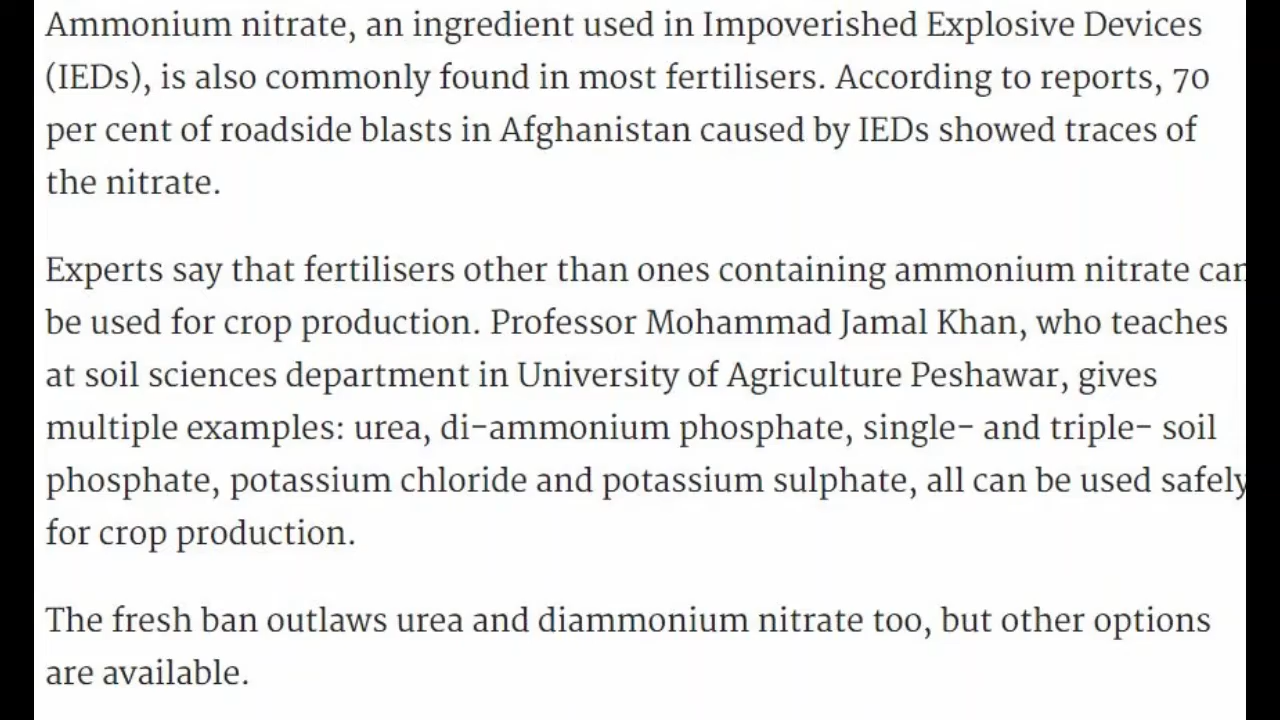 Ammonium nitrate, an ingredient used in Impoverished Explosive Devices
(IEDs), is also commonly found in most fertilisers. According to reports, 70
per cent of roadside blasts in Afghanistan caused by IEDs showed traces of
the nitrate.
Experts say that fertilisers other than ones containing ammonium nitrate can
be used for crop production. Professor Mohammad Jamal Khan, who teaches
at soil sciences department in University of Agriculture Peshawar, gives
multiple examples: urea, di-ammonium phosphate, single- and triple- soil
phosphate, potassium chloride and potassium sulphate, all can be used safely
for crop production.
The fresh ban outlaws urea and diammonium nitrate too, but other options
are available.